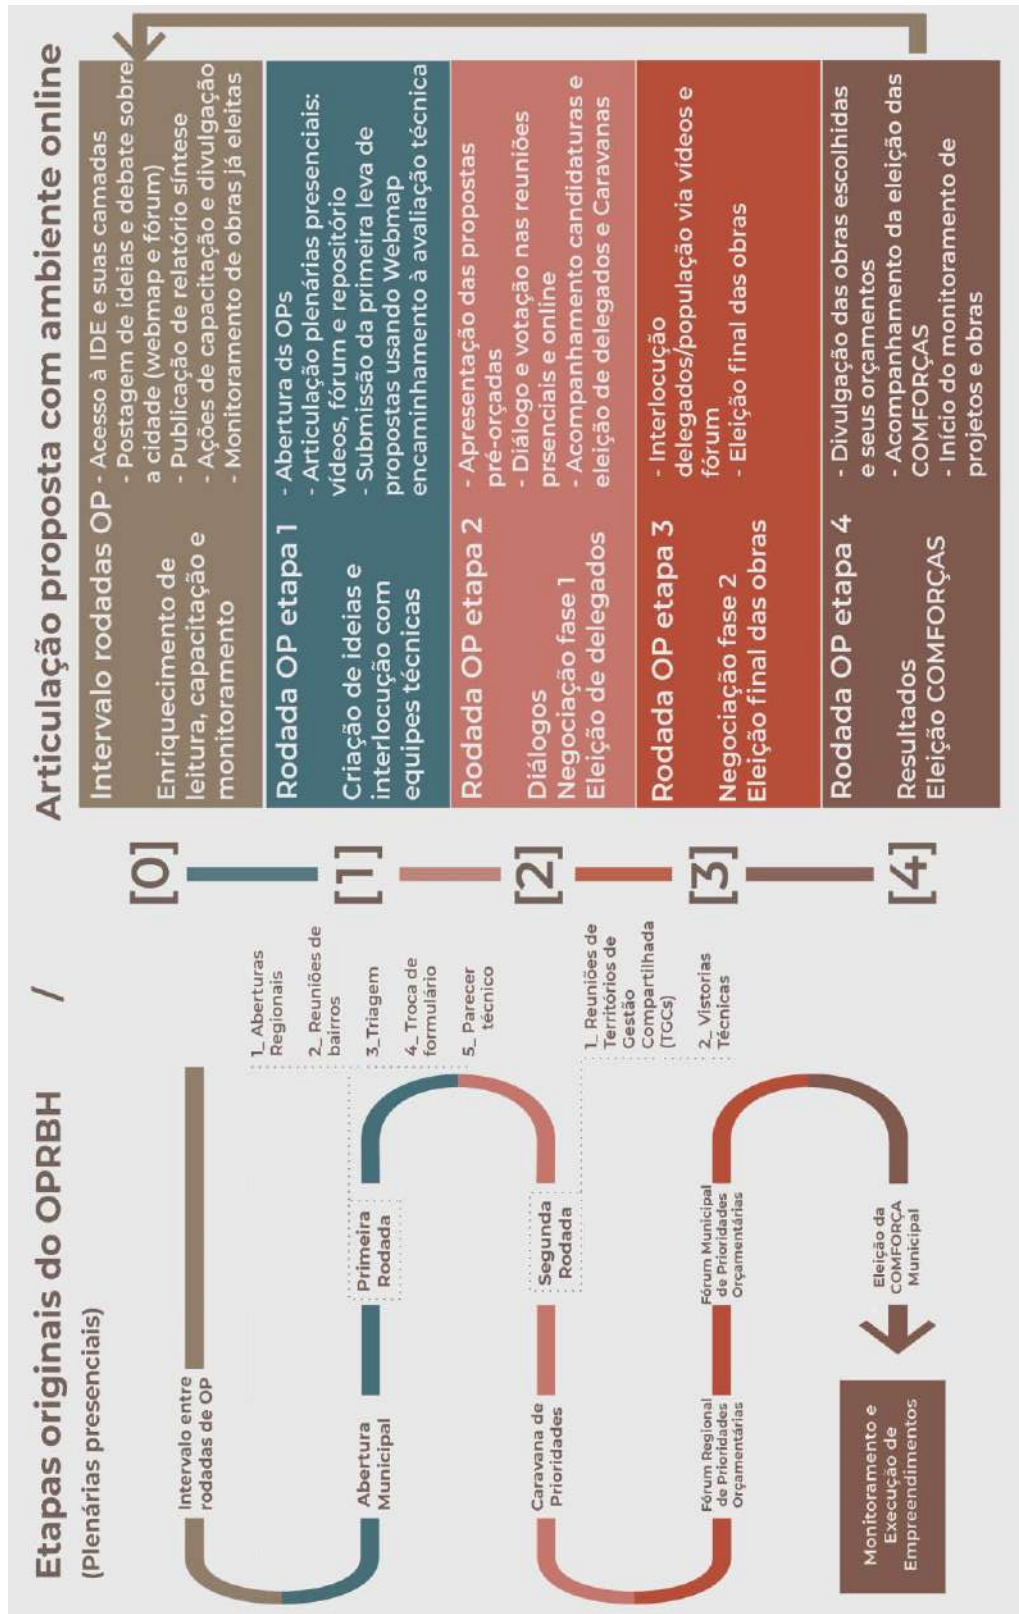 Etapas originais do OPRBH / Articulação proposta com ambiente online
(Plenárias presenciais)
Intervalo entre
rodadas de OP
Abertura
Municipal
Primeira
Rodada
1_ Aberturas
Regionais
2_ Reuniões de
bairros
3_Triagem
4_ Troca de
formulário
5_ Parecer
técnico
Caravana de
Prioridades
Segunda
Rodada
1_ Reuniões de
Territórios de
Gestão
Compartilhada
(TGCs)
2_ Vistorias
Técnicas
Fórum Regional
de Prioridades
Orçamentárias
Fórum Municipal
de Prioridades
Orçamentárias
Monitoramento e
Execução de
Empreendimentos
Eleição da
COMFORÇA
Municipal
[0]
[1]
[2]
[3]
[4]
Intervalo rodadas OP
Enriquecimento de
leitura, capacitação e
monitoramento
- Acesso à IDE e suas camadas
- Postagem de ideias e debate sobre
a cidade (webmap e fórum)
- Publicação de relatório síntese
- Ações de capacitação e divulgação
- Monitoramento de obras já eleitas
Rodada OP etapa 1
Criação de ideias e
interlocução com
equipes técnicas
- Abertura ds OPs
- Articulação plenárias presenciais:
vídeos, fórum e repositório
- Submissão da primeira leva de
propostas usando Webmap
encaminhamento à avaliação técnica
Rodada OP etapa 2
Diálogos
Negociação fase 1
Eleição de delegados
- Apresentação das propostas
pré-orçadas
- Diálogo e votação nas reuniões
prsenciais e online
- Acompanhamento candidaturas e
eleição de delegados e Caravanas
Rodada OP etapa 3
Negociação fase 2
Eleição final das obras
- Interlocução
delegados/população via vídeos e
fórum
- Eleição final das obras
Rodada OP etapa 4
Resultados
Eleição COMFORÇAS
- Divulgação das obras escolhidas
e seus orçamentos
- Acompanhamento da eleição das
COMFORÇAS
- Início do monitoramento de
projetos e obras